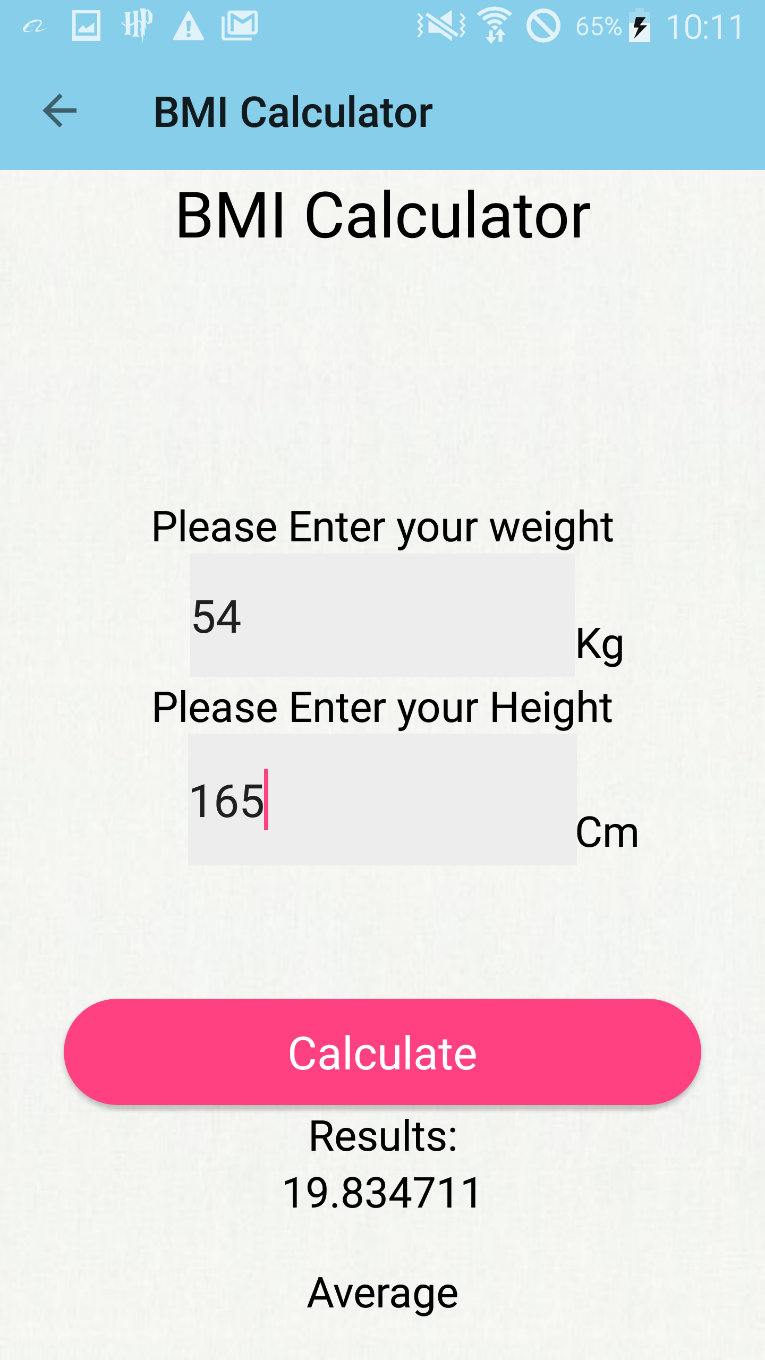 65% 10:11
BMI Calculator
BMI Calculator
Please Enter your weight
54
Kg
Please Enter your Height
165
Cm
Calculate
Results:
19.834711
Average